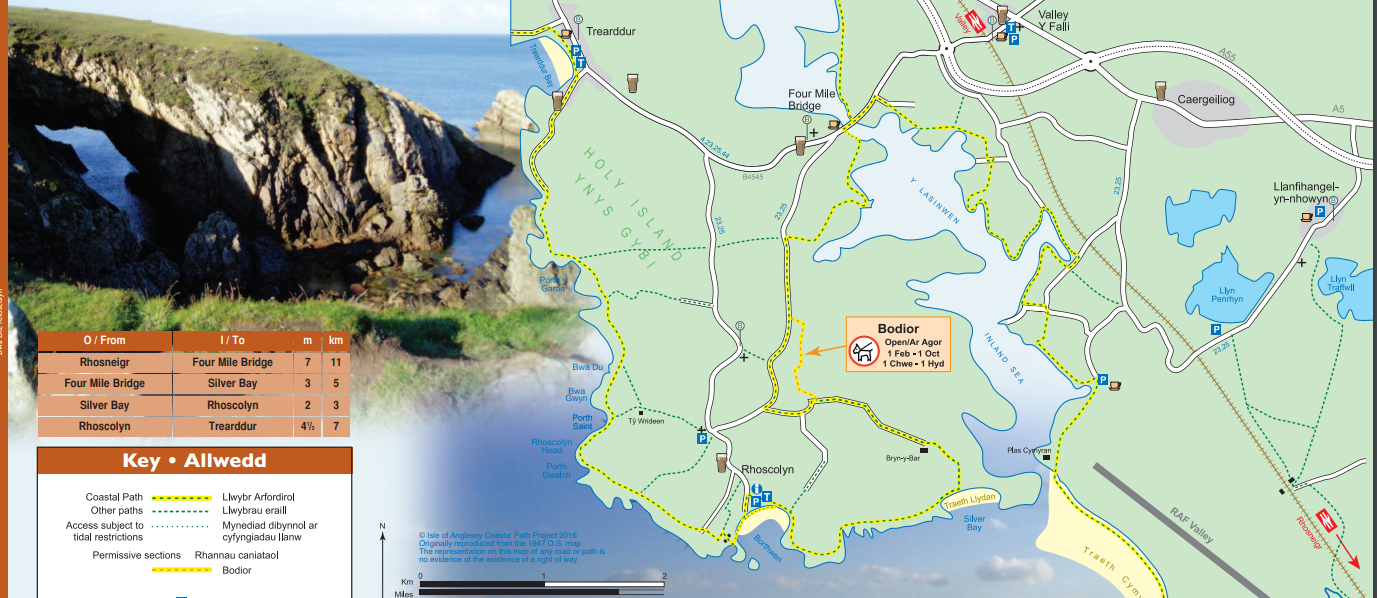 O / From I / To m km
Rhosneigr Four Mile Bridge 7 11
Four Mile Bridge Silver Bay 3 5
Silver Bay Rhoscolyn 2 3
Rhoscolyn Trearddur 4½ 7
Key • Allwedd
Coastal Path Llwybr Arfordirol
Other paths Llwybrau eraill
Access subject to
tidal restrictions
Mynediad dibynnol ar
cyfyngiadau llanw
Permissive sections Rhannau caniataol
Bodior
N
© Isle of Anglesey Coastal Path Project 2016
Originally reproduced from the 1947 O.S. map
The representation on this map of any road or path is
no evidence of the existence of a right of way
0 1 2
Km
Miles
Trearddur
B
P
T
Trearddur Bay
Four Mile
Bridge
B
4,23,25,44
B4545
HOLY ISLAND
YNYS GYBI
23,25
23,25
Valley
Valley
Y Falli
B
T
P
A55
Caergeiliog
A5
23,25
Y LASINWEN
Llanfihangel-
yn-nhowyn
P
B
Llyn
Penrhyn
Llyn
Traffwll
P
23,25
Porth y
Garan
Bodior
Open/Ar Agor
1 Feb - 1 Oct
1 Chwe - 1 Hyd
B
INLAND SEA
P
Bwa Du
Bwa
Gwyn
Porth
Saint
Rhoscolyn
Head
Porth
Gwalch
Tŷ Wrideen
P
Rhoscolyn
i
P
T
Borthwen
Bryn-y-Bar
Plas Cymyran
Traeth Llydan
Silver
Bay
RAF Valley
Traeth Cym
Rhosneigr